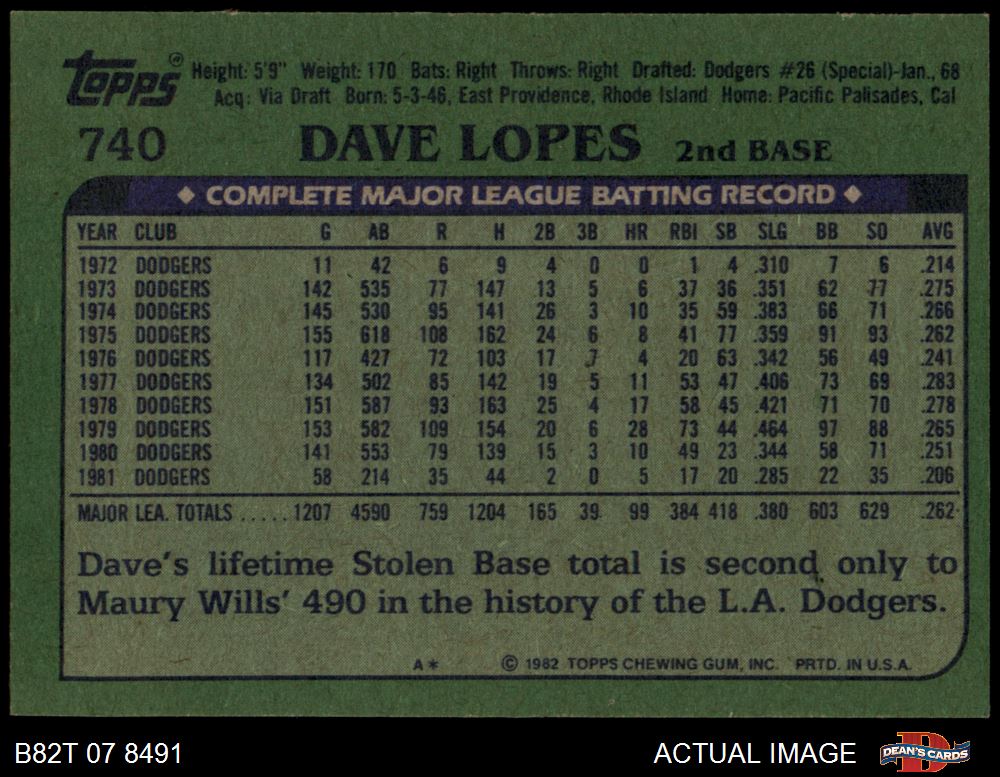 Topps® Height: 5'9" Weight: 170 Bats: Right Throws: Right Drafted: Dodgers #26 (Special)-Jan., 68
Acq: Via Draft Born: 5-3-46, East Providence, Rhode Island Home: Pacific Palisades, Cal
740 DAVE LOPES 2nd BASE
◆ COMPLETE MAJOR LEAGUE BATTING RECORD ◆
YEAR CLUB G AB R H 2B 3B HR RBI SB SLG BB SO AVG
1972 DODGERS 11 42 6 9 4 0 0 1 4 .310 7 6 .214
1973 DODGERS 142 535 77 147 13 5 6 37 36 .351 62 77 .275
1974 DODGERS 145 530 95 141 26 3 10 35 59 .383 66 71 .266
1975 DODGERS 155 618 108 162 24 6 8 41 77 .359 91 93 .262
1976 DODGERS 117 427 72 103 17 7 4 20 63 .342 56 49 .241
1977 DODGERS 134 502 85 142 19 5 11 53 47 .406 73 69 .283
1978 DODGERS 151 587 93 163 25 4 17 58 45 .421 71 70 .278
1979 DODGERS 153 582 109 154 20 6 28 73 44 .464 97 88 .265
1980 DODGERS 141 553 79 139 15 3 10 49 23 .344 58 71 .251
1981 DODGERS 58 214 35 44 2 0 5 17 20 .285 22 35 .206
MAJOR LEA. TOTALS ..... 1207 4590 759 1204 165 39 99 384 418 .380 603 629 .262
Dave's lifetime Stolen Base total is second only to
Maury Wills' 490 in the history of the L.A. Dodgers.
A* © 1982 TOPPS CHEWING GUM, INC. PRTD. IN U.S.A.
B82T 07 8491 ACTUAL IMAGE DEAN'S CARDS